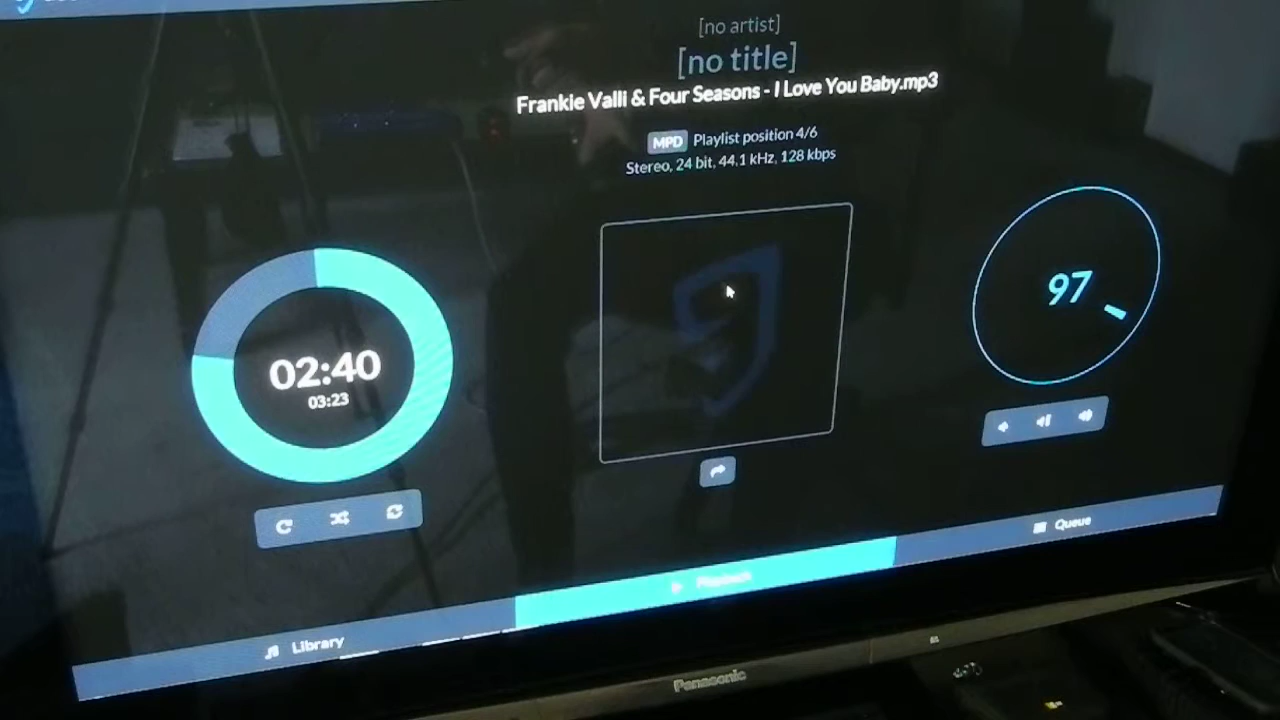 [no artist]
[no title]
Frankie Valli & Four Seasons - I Love You Baby.mp3
MPD Playlist position 4/6
Stereo, 24 bit, 44,1 kHz, 128 kbps
97
02:40
03:23
Queue
Playback
Library
Panasonic